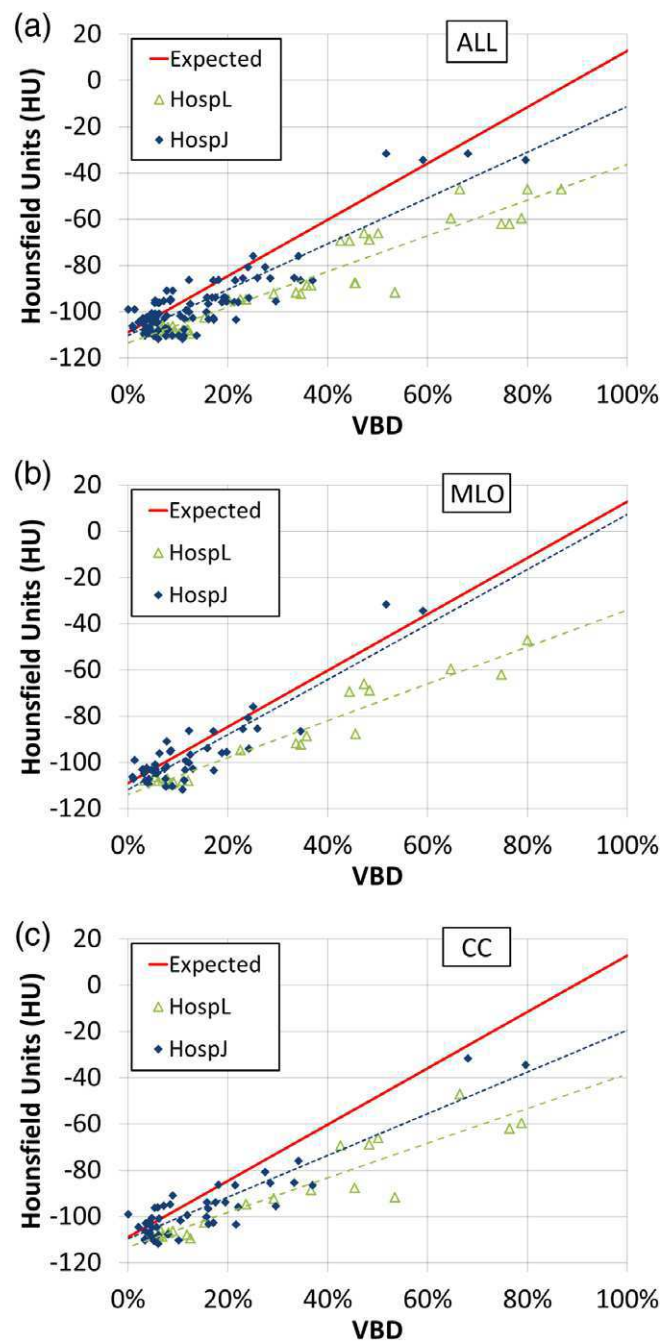 (a)
ALL
Expected
HospL
HospJ
Hounsfield Units (HU)
20
0
-20
-40
-60
-80
-100
-120
0% 20% 40% 60% 80% 100%
VBD
(b)
MLO
Expected
HospL
HospJ
Hounsfield Units (HU)
20
0
-20
-40
-60
-80
-100
-120
0% 20% 40% 60% 80% 100%
VBD
(c)
CC
Expected
HospL
HospJ
Hounsfield Units (HU)
20
0
-20
-40
-60
-80
-100
-120
0% 20% 40% 60% 80% 100%
VBD